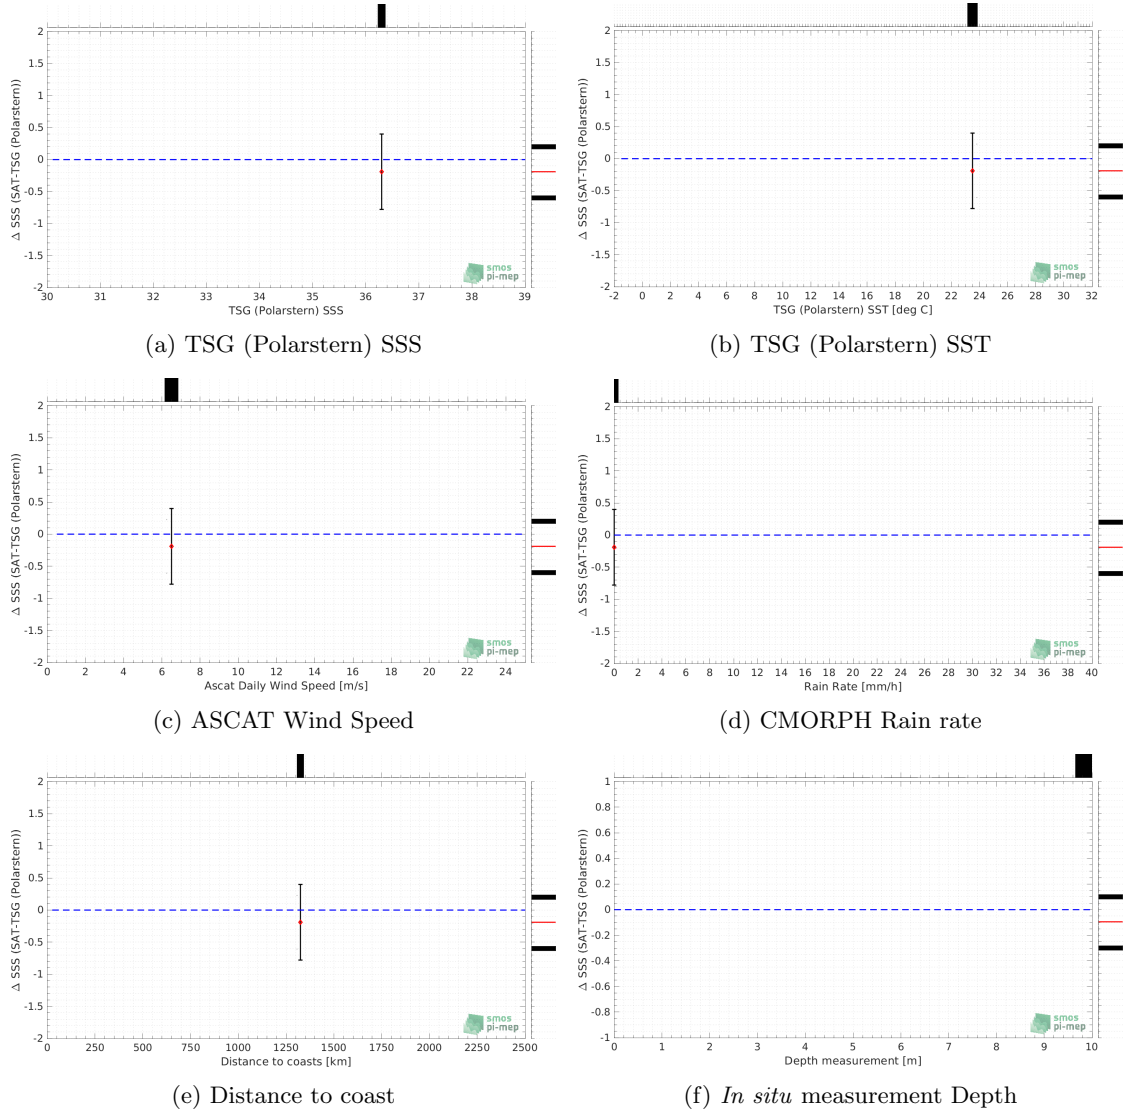 2
1.5
1
0.5
0
-0.5
-1
-1.5
-2
Δ SSS (SAT-TSG (Polarstern))
30 31 32 33 34 35 36 37 38 39
TSG (Polarstern) SSS
smos
pi-mep
(a) TSG (Polarstern) SSS
2
1.5
1
0.5
0
-0.5
-1
-1.5
-2
Δ SSS (SAT-TSG (Polarstern))
-2 0 2 4 6 8 10 12 14 16 18 20 22 24 26 28 30 32
TSG (Polarstern) SST [deg C]
smos
pi-mep
(b) TSG (Polarstern) SST
2
1.5
1
0.5
0
-0.5
-1
-1.5
-2
Δ SSS (SAT-TSG (Polarstern))
0 2 4 6 8 10 12 14 16 18 20 22 24
Ascat Daily Wind Speed [m/s]
smos
pi-mep
(c) ASCAT Wind Speed
2
1.5
1
0.5
0
-0.5
-1
-1.5
-2
Δ SSS (SAT-TSG (Polarstern))
0 2 4 6 8 10 12 14 16 18 20 22 24 26 28 30 32 34 36 38 40
Rain Rate [mm/h]
smos
pi-mep
(d) CMORPH Rain rate
2
1.5
1
0.5
0
-0.5
-1
-1.5
-2
Δ SSS (SAT-TSG (Polarstern))
0 250 500 750 1000 1250 1500 1750 2000 2250 2500
Distance to coasts [km]
smos
pi-mep
(e) Distance to coast
1
0.8
0.6
0.4
0.2
0
-0.2
-0.4
-0.6
-0.8
-1
Δ SSS (SAT-TSG (Polarstern))
0 1 2 3 4 5 6 7 8 9 10
Depth measurement [m]
smos
pi-mep
(f) In situ measurement Depth